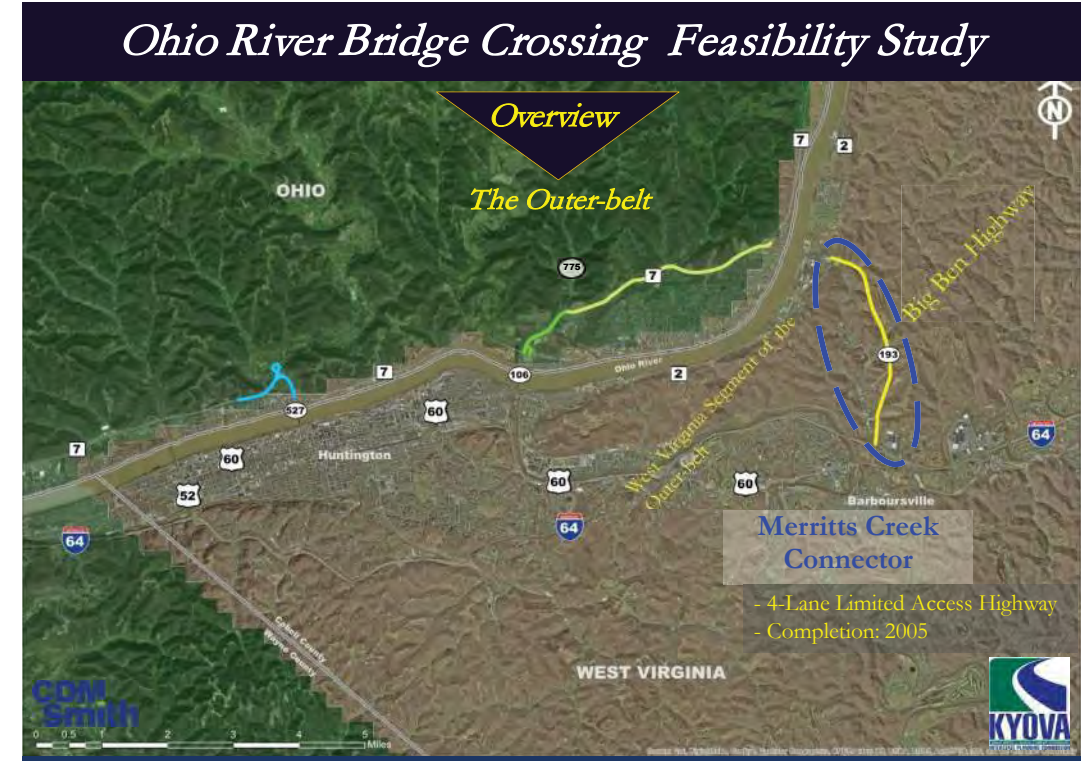 Ohio River Bridge Crossing Feasibility Study
Overview
The Outer-belt
N
OHIO
7
2
775
7
Big Ben Highway
193
7
106
Ohio River
2
527
60
7
60
Huntington
52
64
60
64
West Virginia Segment of the
Outer-belt
60
64
Barboursville
Merritts Creek
Connector
- 4-Lane Limited Access Highway
- Completion: 2005
Cabell County
Wayne County
WEST VIRGINIA
CDM
Smith
0 0.5 1 2 3 4 5
Miles
KYOVA